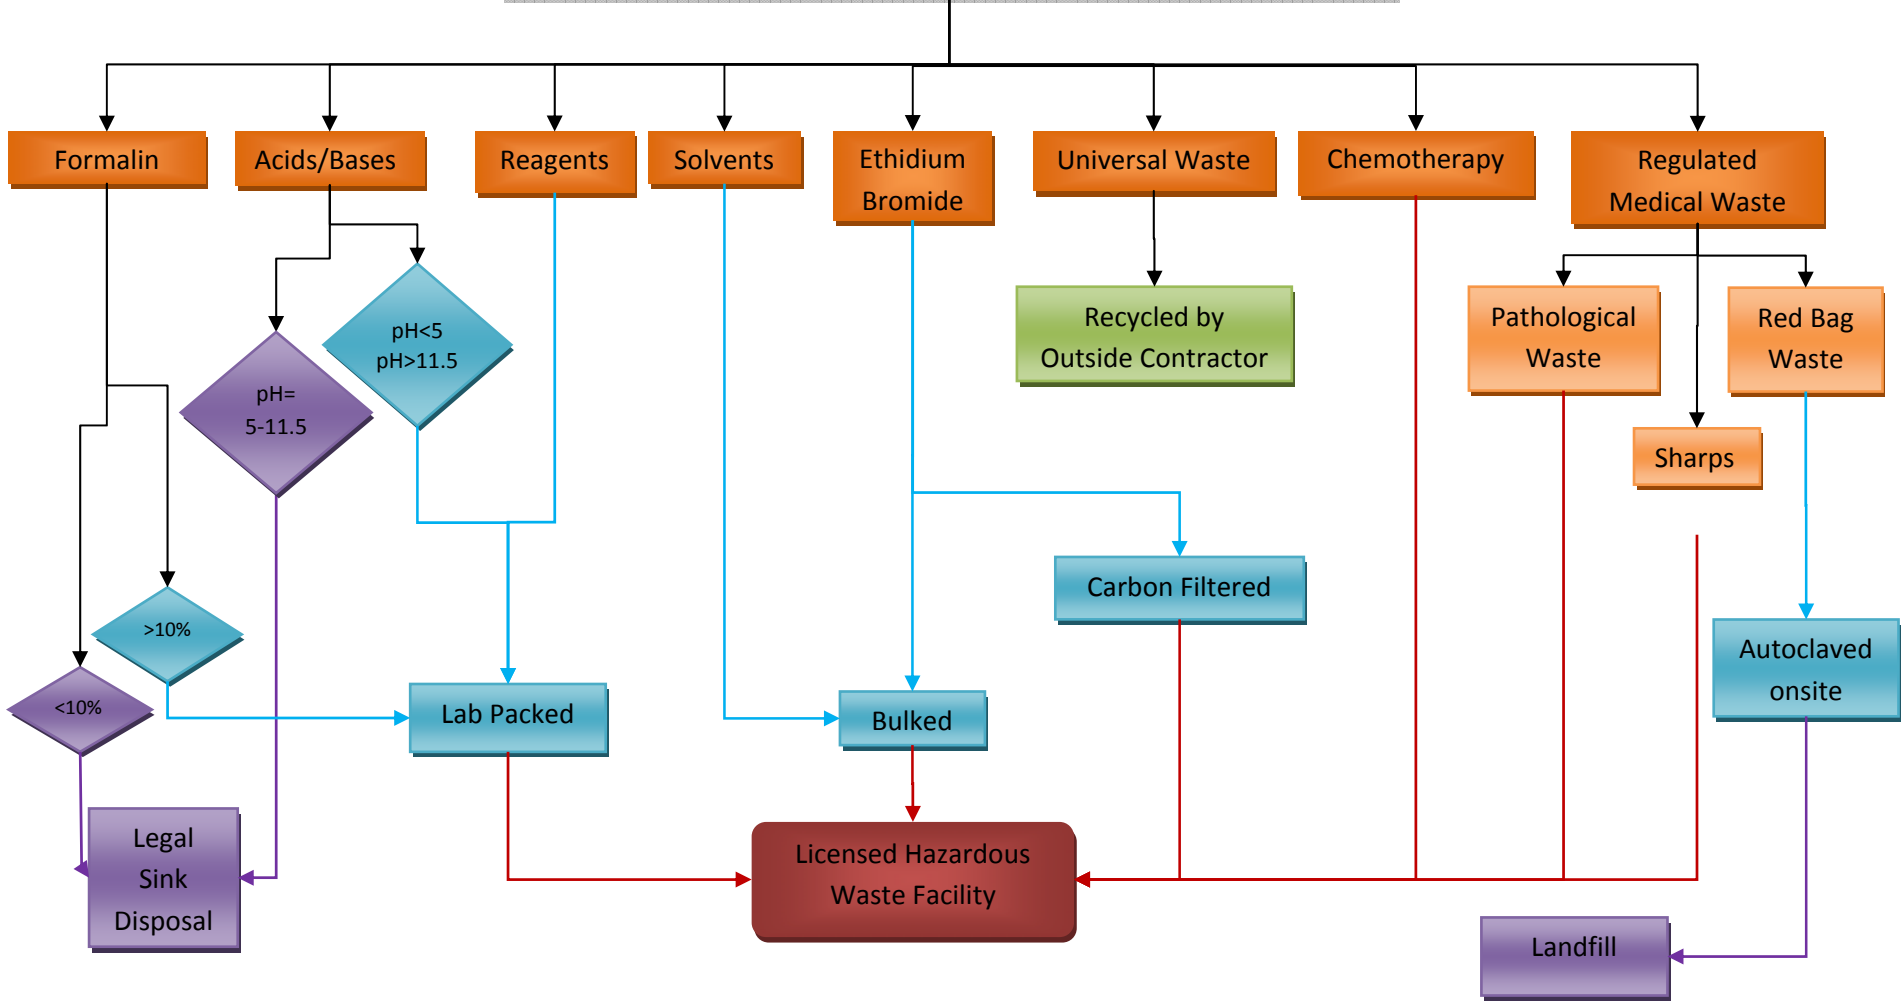 Formalin
Acids/Bases
Reagents
Solvents
Ethidium
Bromide
Universal Waste
Chemotherapy
Regulated
Medical Waste
pH<5
pH>11.5
pH=
5-11.5
Recycled by
Outside Contractor
Pathological
Waste
Red Bag
Waste
Sharps
Carbon Filtered
>10%
<10%
Lab Packed
Bulked
Autoclaved
onsite
Legal
Sink
Disposal
Licensed Hazardous
Waste Facility
Landfill